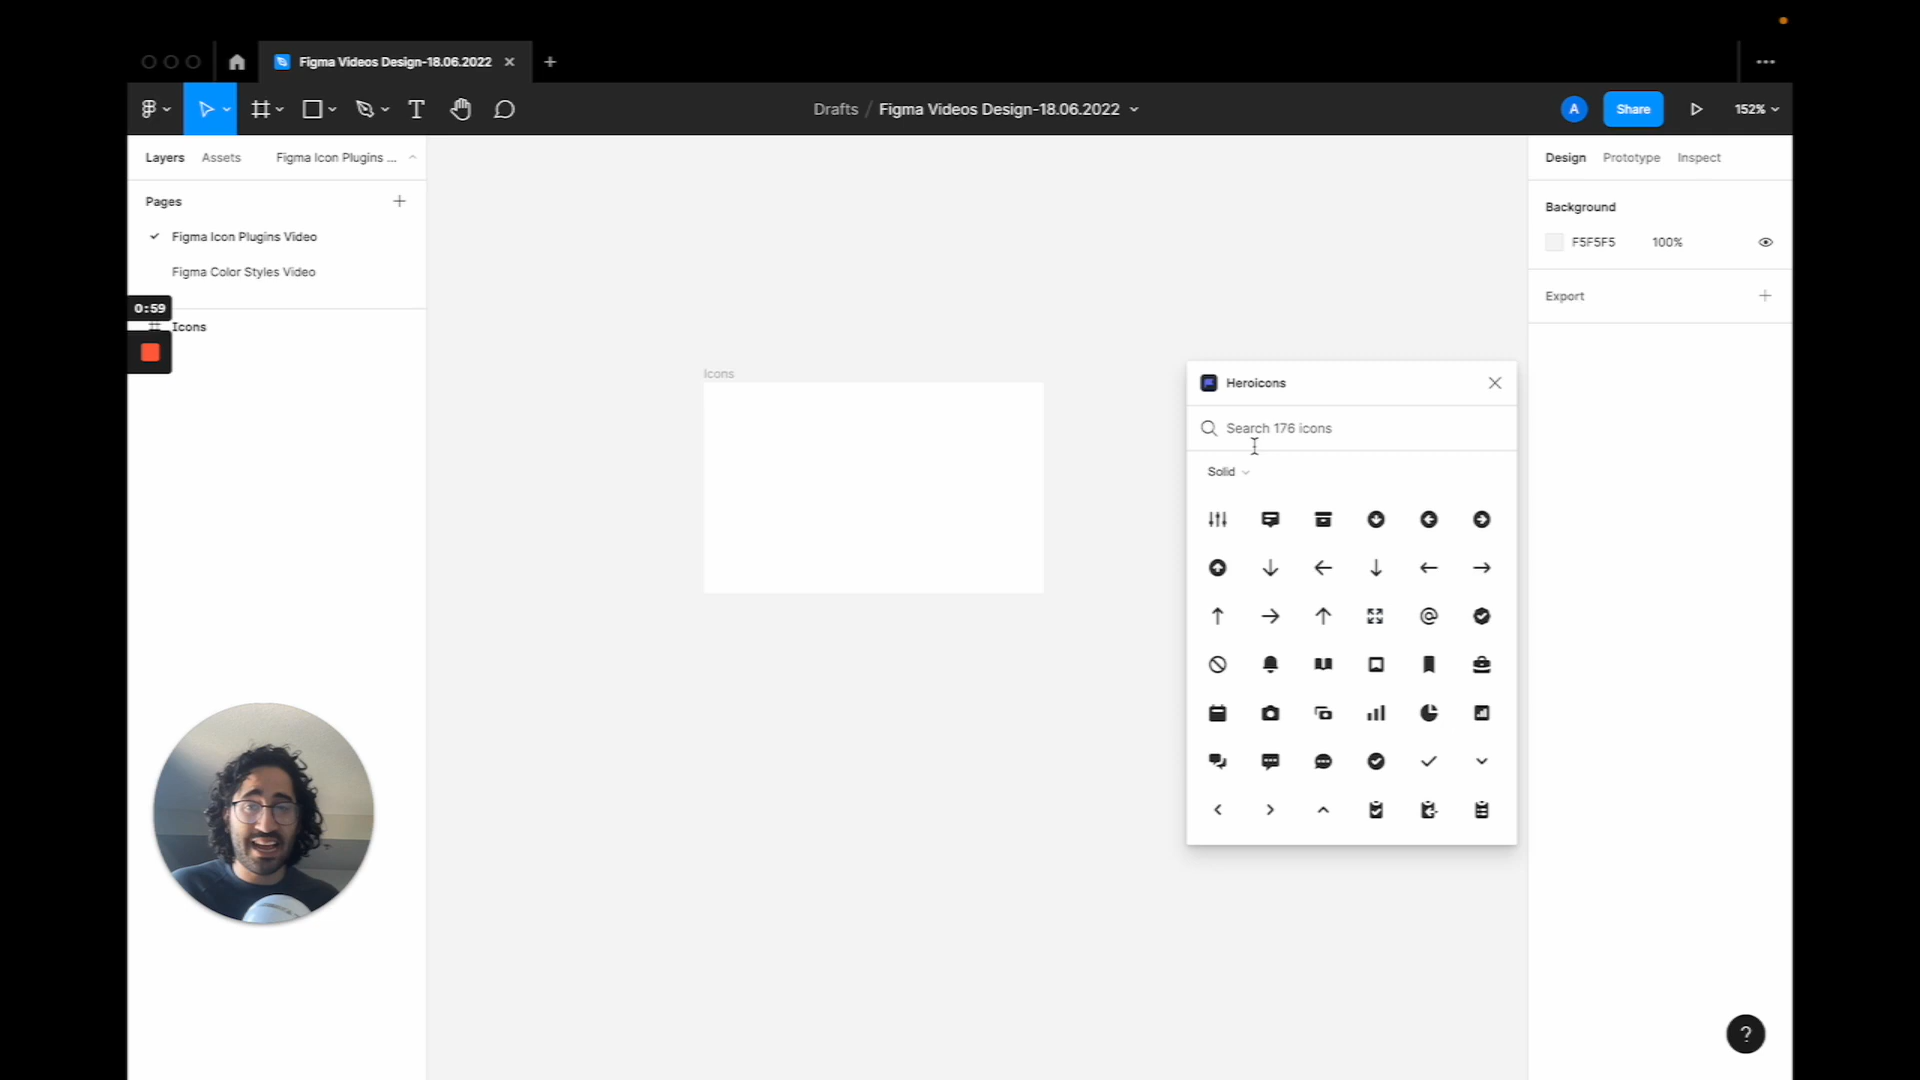 Figma Videos Design-18.06.2022
Drafts / Figma Videos Design-18.06.2022
A
Share
152%
Layers
Assets
Figma Icon Plugins ...
Pages
Figma Icon Plugins Video
Figma Color Styles Video
0:59
Icons
Icons
Heroicons
Search 176 icons
Solid
Design
Prototype
Inspect
Background
F5F5F5
100%
Export
?